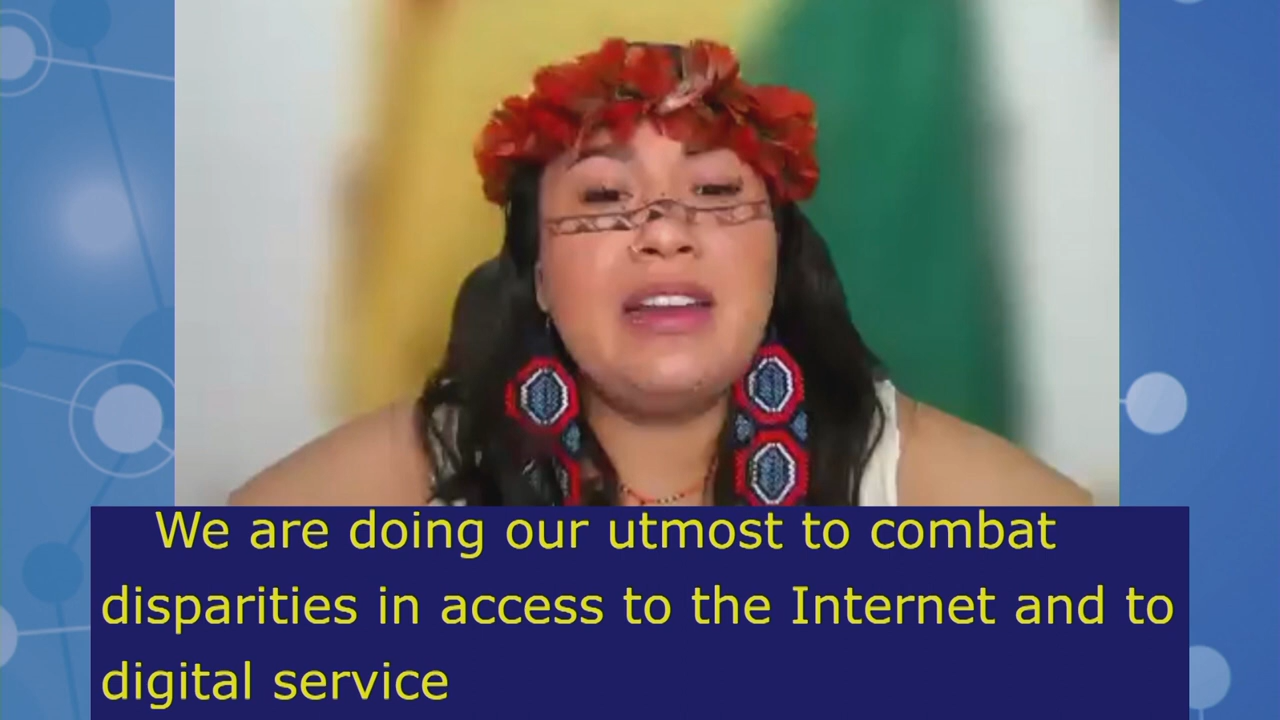 We are doing our utmost to combat
disparities in access to the Internet and to
digital service